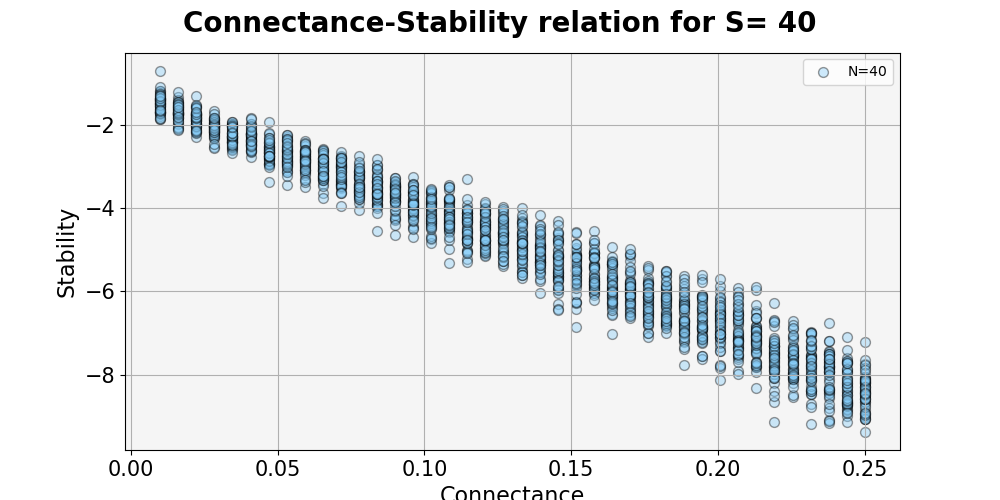 Connectance-Stability relation for S= 40
N=40
−2
−4
−6
−8
Stability
0.00 0.05 0.10 0.15 0.20 0.25
Connectance